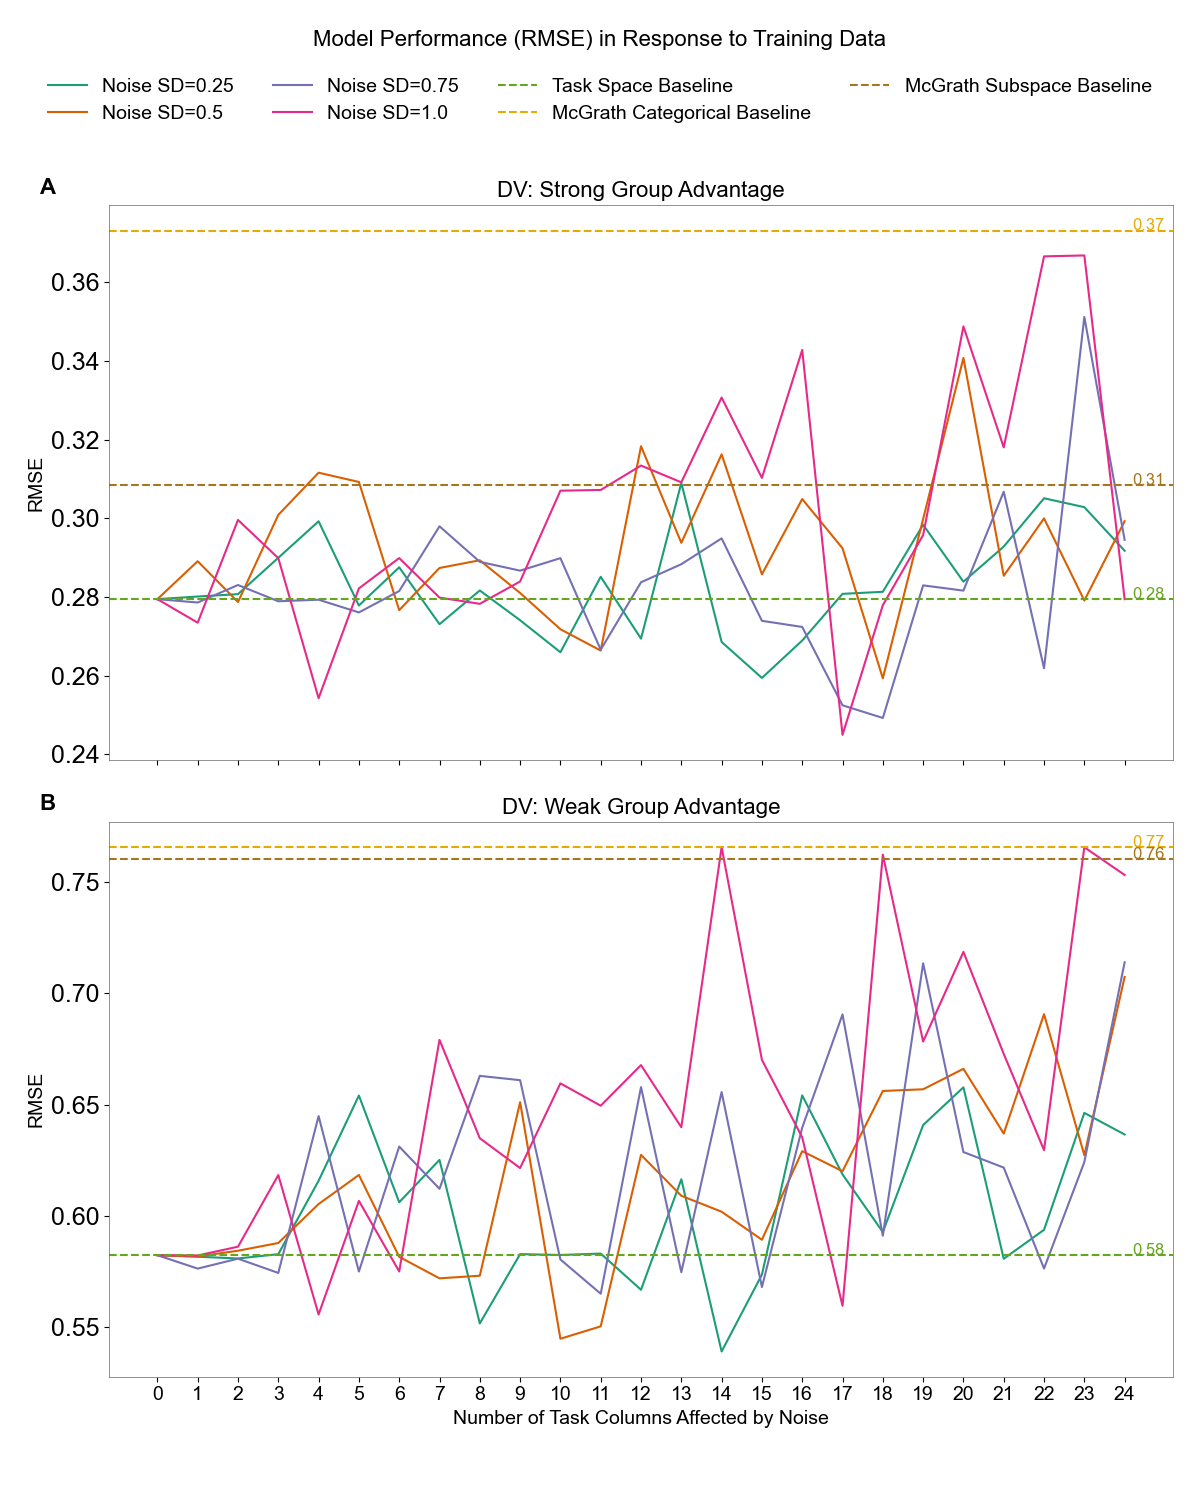 Model Performance (RMSE) in Response to Training Data
Noise SD=0.25 Noise SD=0.75 Task Space Baseline McGrath Subspace Baseline
Noise SD=0.5 Noise SD=1.0 McGrath Categorical Baseline
A
DV: Strong Group Advantage
0.37
0.36
0.34
0.32
0.31
0.30
0.28 0.28
0.26
0.24
RMSE
B
DV: Weak Group Advantage
0.77
0.76
0.75
0.70
0.65
0.60
0.58
0.55
RMSE
0 1 2 3 4 5 6 7 8 9 10 11 12 13 14 15 16 17 18 19 20 21 22 23 24
Number of Task Columns Affected by Noise